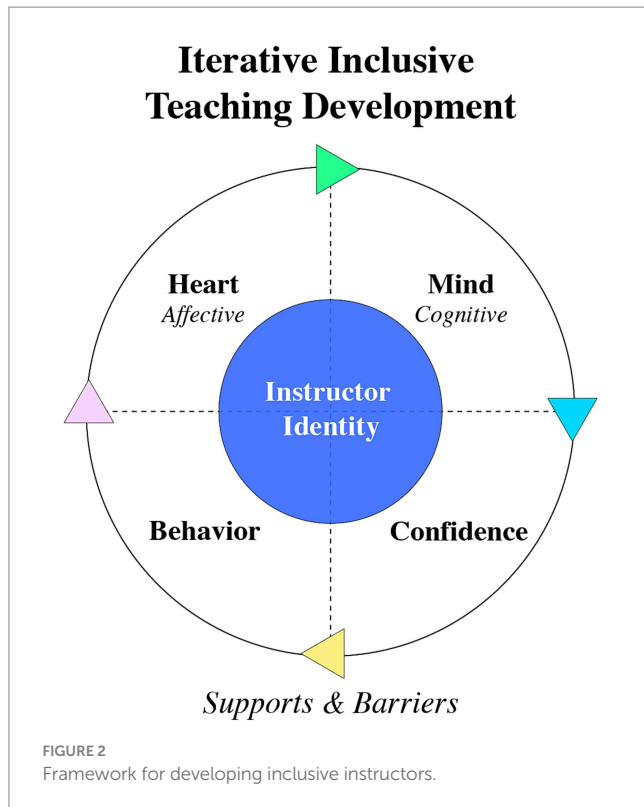 Iterative Inclusive
Teaching Development
Heart
Affective
Mind
Cognitive
Instructor
Identity
Behavior
Confidence
Supports & Barriers
FIGURE 2
Framework for developing inclusive instructors.